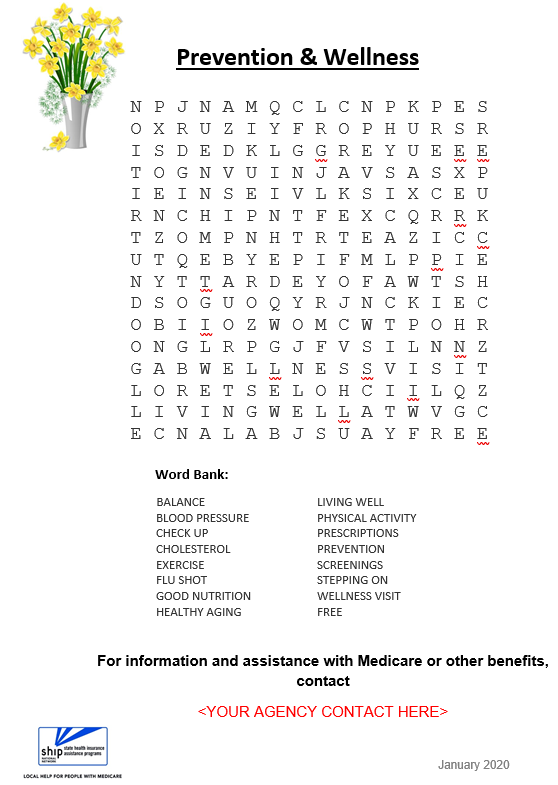 Prevention & Wellness
N P J N A M Q C L C N P K P E S
O X R U Z I Y F R O P H U R S R
I S D E D K L G G R E Y U E E E
T O G N V U I N J A V S A S X P
I E I N S E I V L K S I X C E U
R N C H I P N T F E X C Q R R K
T Z O M P N H T R T E A Z I C C
U T Q E B Y E P I F M L P P I E
N Y T T A R D E Y O F A W T S H
D S O G U O Q Y R J N C K I E C
O B I I O Z W O M C W T P O H R
O N G L R P G J F V S I L N N Z
G A B W E L L N E S S V I S I T
L O R E T S E L O H C I I L Q Z
L I V I N G W E L L A T W V G C
E C N A L A B J S U A Y F R E E
Word Bank:
BALANCE LIVING WELL
BLOOD PRESSURE PHYSICAL ACTIVITY
CHECK UP PRESCRIPTIONS
CHOLESTEROL PREVENTION
EXERCISE SCREENINGS
FLU SHOT STEPPING ON
GOOD NUTRITION WELLNESS VISIT
HEALTHY AGING FREE
For information and assistance with Medicare or other benefits,
contact
<YOUR AGENCY CONTACT HERE>
ship state health insurance
assistance programs
NATIONAL
NETWORK
LOCAL HELP FOR PEOPLE WITH MEDICARE
January 2020